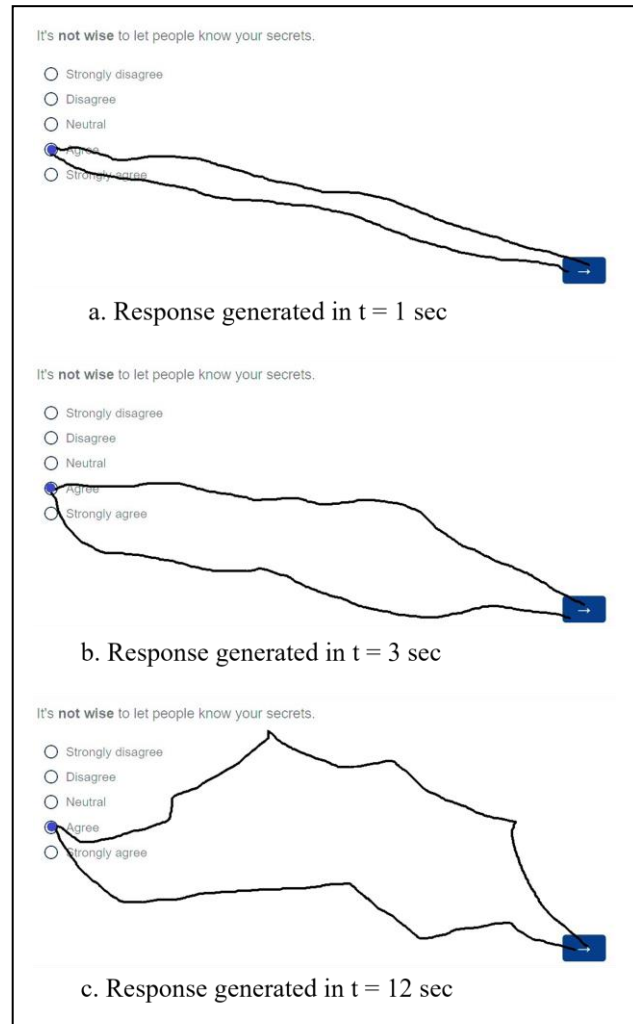 It's not wise to let people know your secrets.
Strongly disagree
Disagree
Neutral
Agree
Strongly agree
→
a. Response generated in t = 1 sec
It's not wise to let people know your secrets.
Strongly disagree
Disagree
Neutral
Agree
Strongly agree
→
b. Response generated in t = 3 sec
It's not wise to let people know your secrets.
Strongly disagree
Disagree
Neutral
Agree
Strongly agree
→
c. Response generated in t = 12 sec